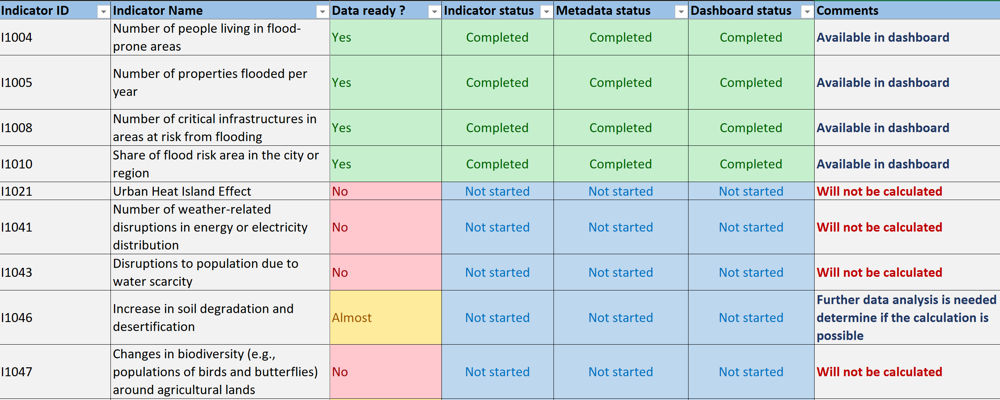 Indicator ID Indicator Name Data ready ? Indicator status Metadata status Dashboard status Comments
I1004 Number of people living in flood-
prone areas Yes Completed Completed Completed Available in dashboard
I1005 Number of properties flooded per
year Yes Completed Completed Completed Available in dashboard
I1008 Number of critical infrastructures in
areas at risk from flooding Yes Completed Completed Completed Available in dashboard
I1010 Share of flood risk area in the city or
region Yes Completed Completed Completed Available in dashboard
I1021 Urban Heat Island Effect No Not started Not started Not started Will not be calculated
I1041 Number of weather-related
disruptions in energy or electricity
distribution No Not started Not started Not started Will not be calculated
I1043 Disruptions to population due to
water scarcity No Not started Not started Not started Will not be calculated
I1046 Increase in soil degradation and
desertification Almost Not started Not started Not started Further data analysis is needed
determine if the calculation is
possible
I1047 Changes in biodiversity (e.g.,
populations of birds and butterflies)
around agricultural lands No Not started Not started Not started Will not be calculated